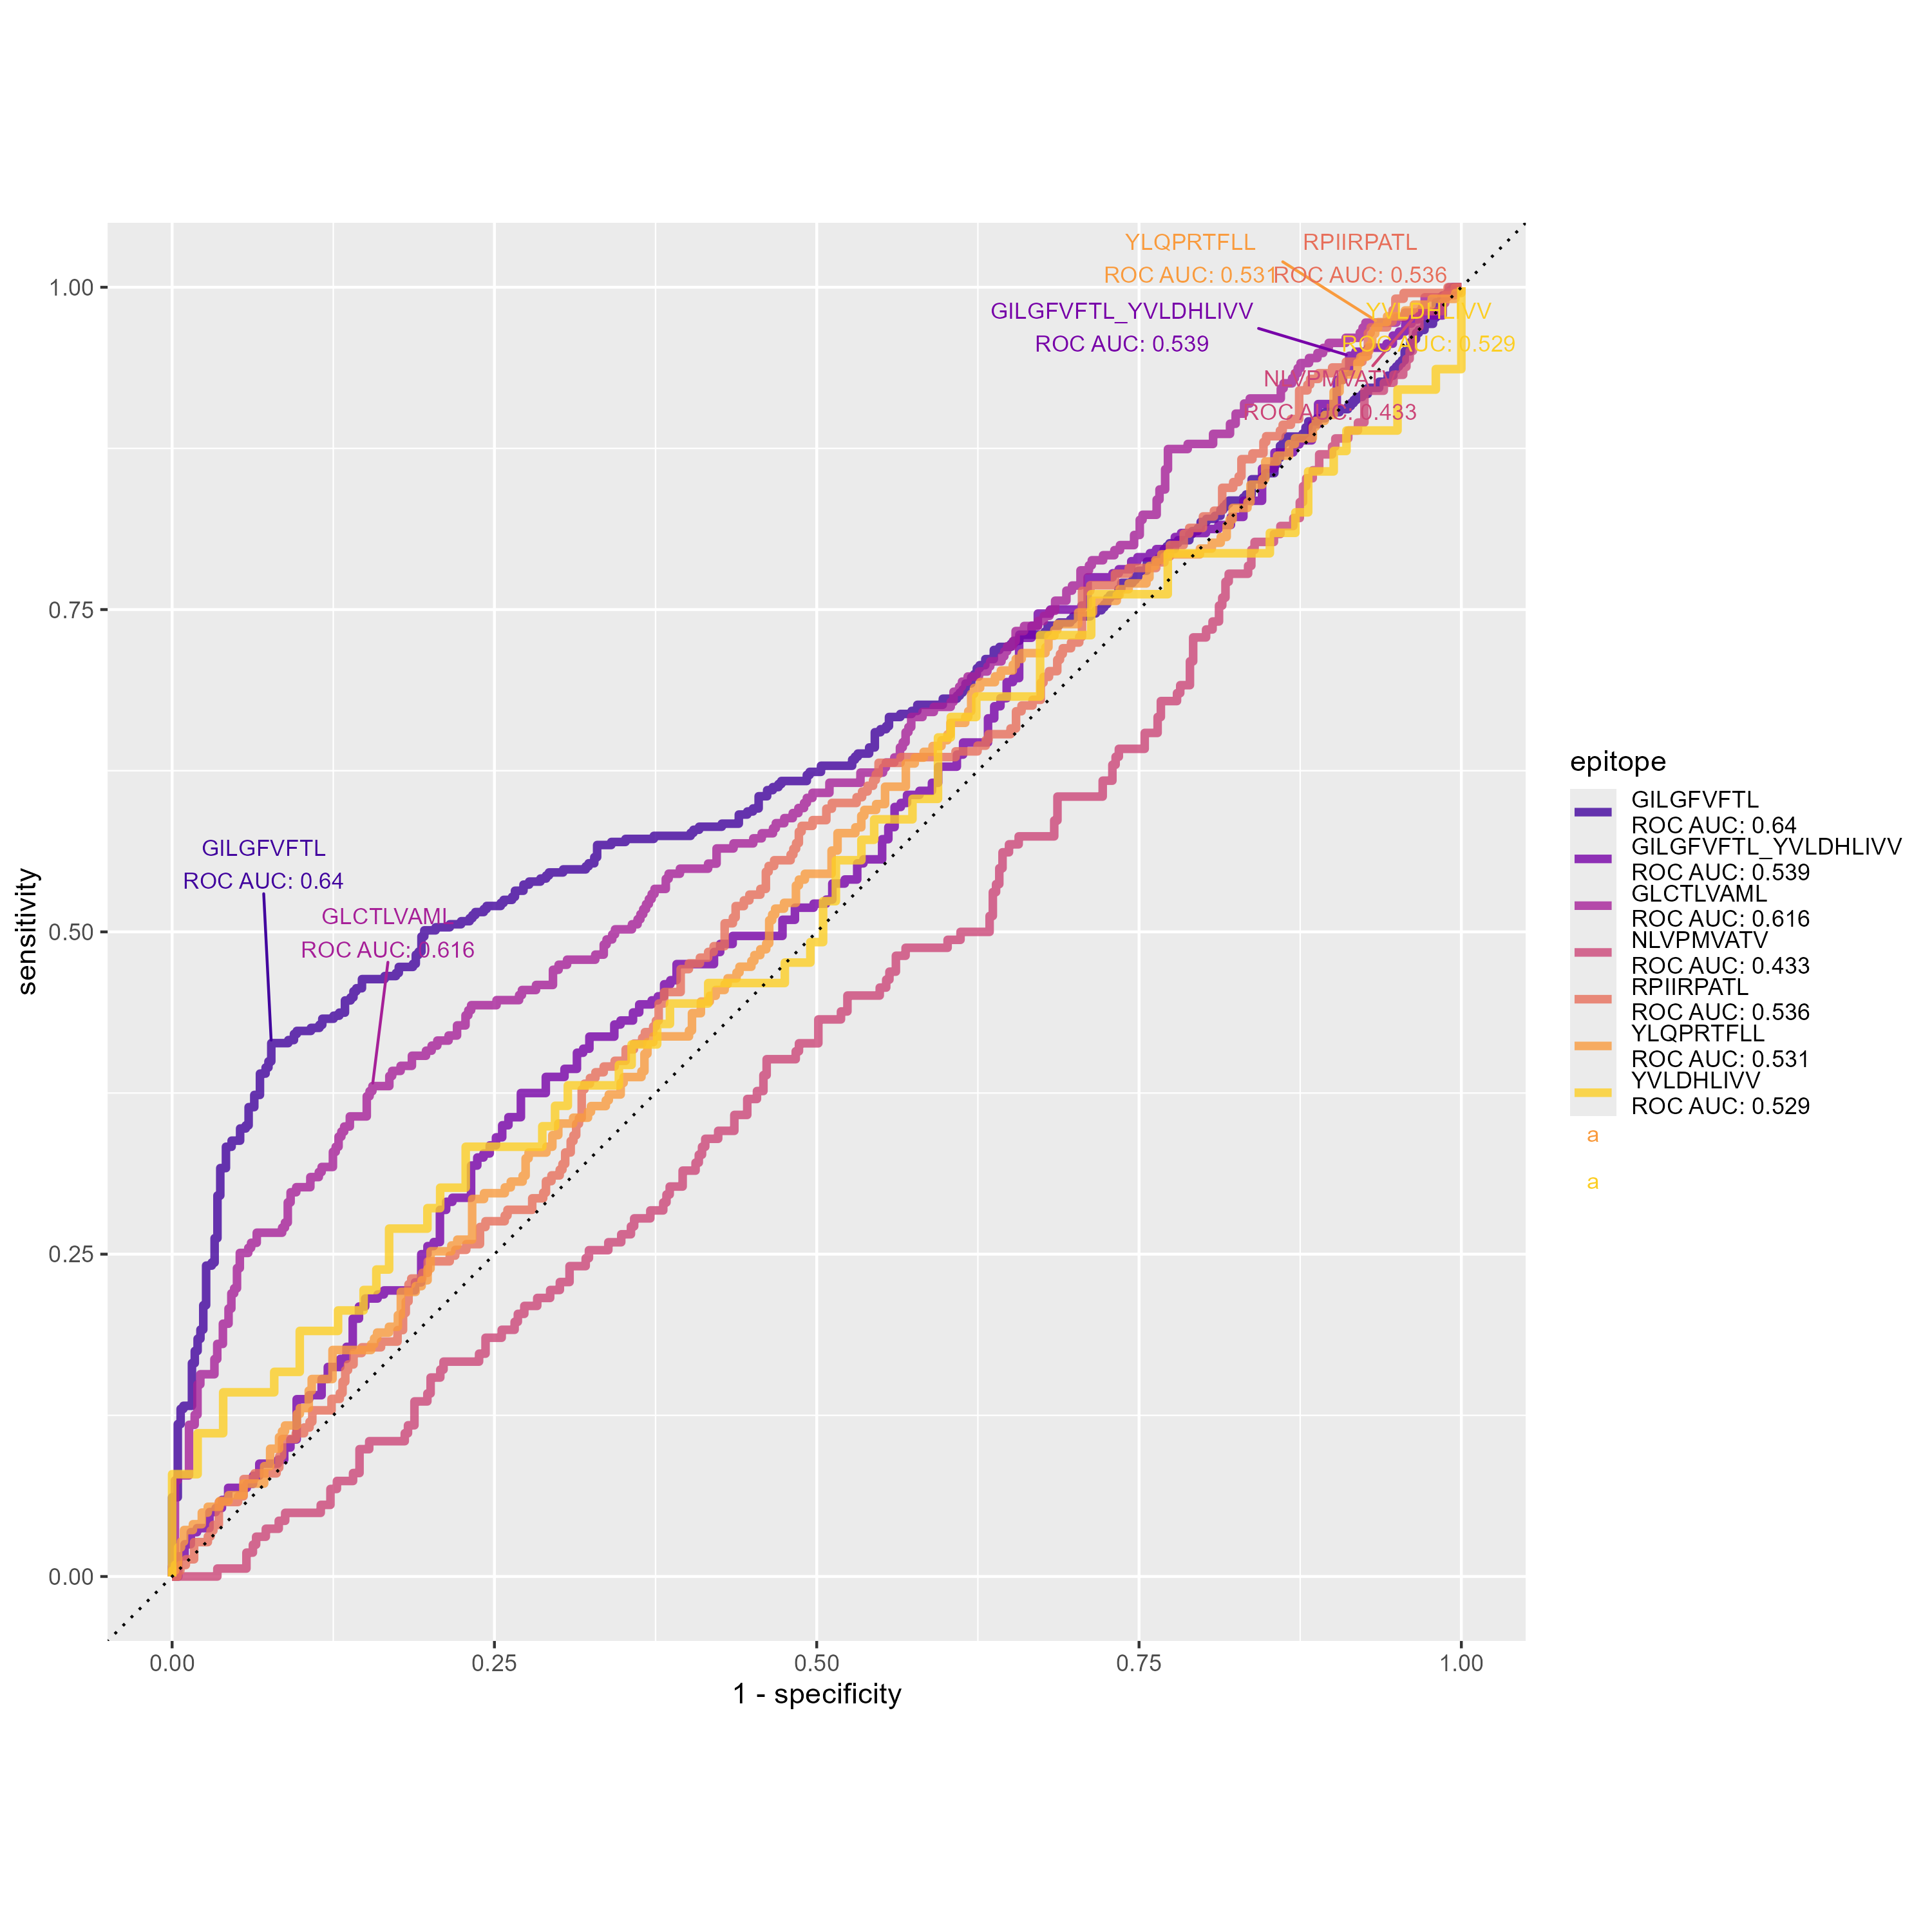 YLQPRTFLL
ROC AUC: 0.531
RPIIRPATL
ROC AUC: 0.536
GILGFVFTL_YVLDHLIVV
ROC AUC: 0.539
YVLDHLIVV
ROC AUC: 0.529
NLVPMVATV
ROC AUC: 0.433
GILGFVFTL
ROC AUC: 0.64
GLCTLVAML
ROC AUC: 0.616
1.00
0.75
0.50
0.25
0.00
sensitivity
0.00
0.25
0.50
0.75
1.00
1 - specificity
epitope
GILGFVFTL
ROC AUC: 0.64
GILGFVFTL_YVLDHLIVV
ROC AUC: 0.539
GLCTLVAML
ROC AUC: 0.616
NLVPMVATV
ROC AUC: 0.433
RPIIRPATL
ROC AUC: 0.536
YLQPRTFLL
ROC AUC: 0.531
YVLDHLIVV
ROC AUC: 0.529
a
a